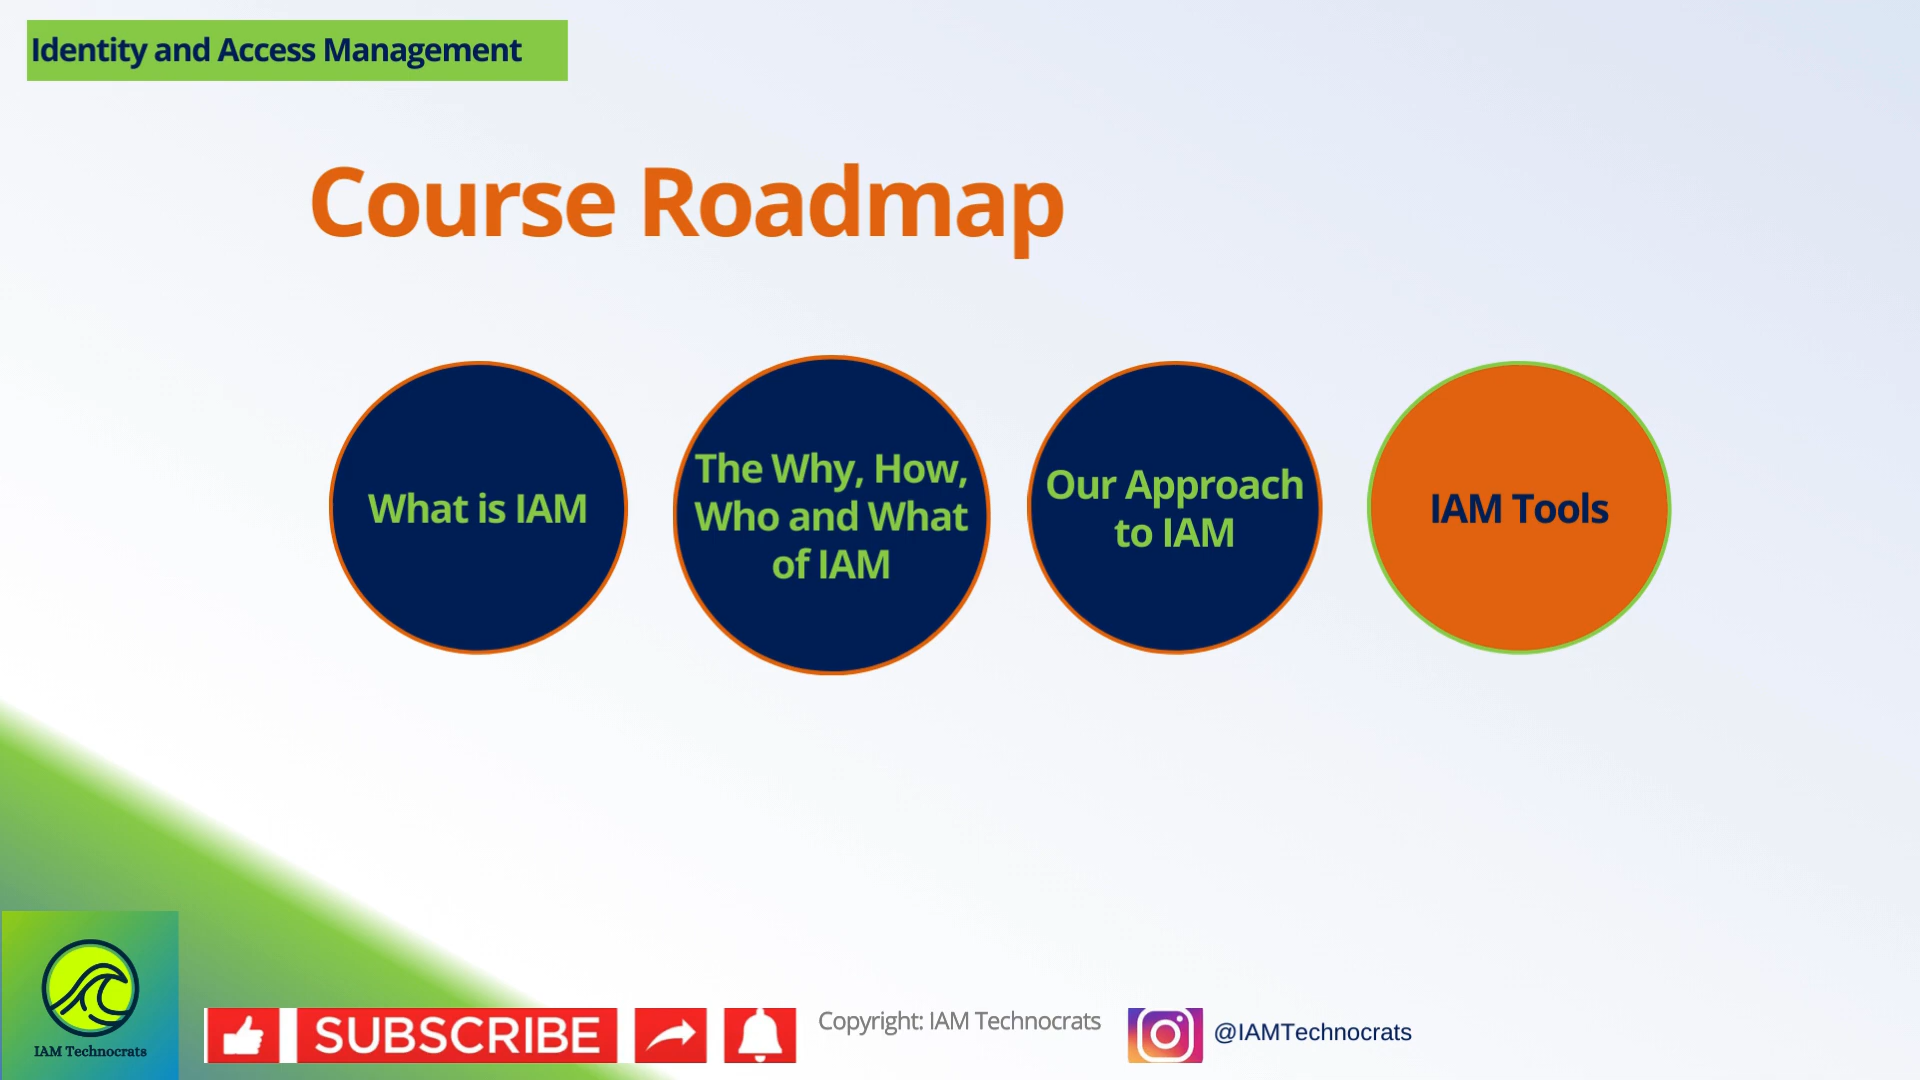 Identity and Access Management
Course Roadmap
What is IAM
The Why, How,
Who and What
of IAM
Our Approach
to IAM
IAM Tools
IAM Technocrats
SUBSCRIBE
Copyright: IAM Technocrats
@IAMTechnocrats